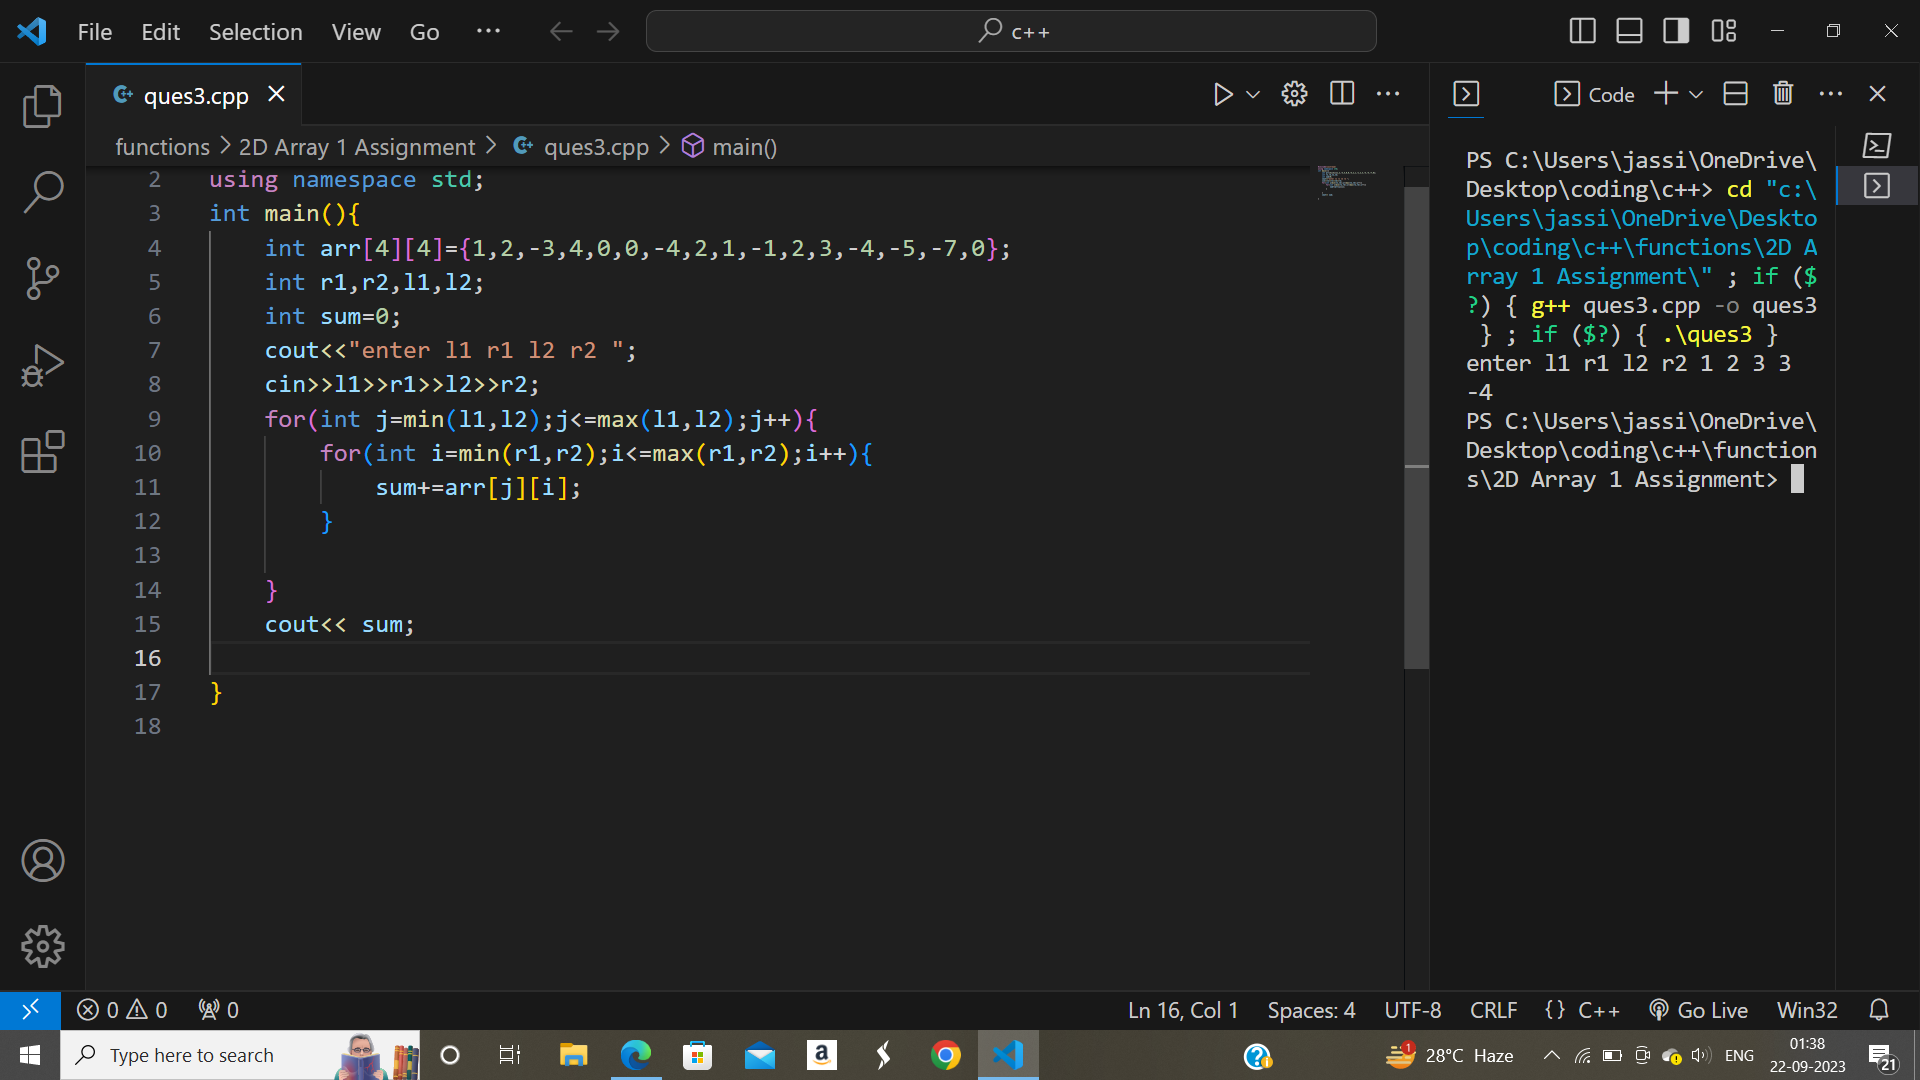 File Edit Selection View Go ··· c++
ques3.cpp
functions > 2D Array 1 Assignment > ques3.cpp > main()
2 using namespace std;
3 int main(){
4 int arr[4][4]={1,2,-3,4,0,0,-4,2,1,-1,2,3,-4,-5,-7,0};
5 int r1,r2,l1,l2;
6 int sum=0;
7 cout<<"enter l1 r1 l2 r2 ";
8 cin>>l1>>r1>>l2>>r2;
9 for(int j=min(l1,l2);j<=max(l1,l2);j++){
10 for(int i=min(r1,r2);i<=max(r1,r2);i++){
11 sum+=arr[j][i];
12 }
13
14 }
15 cout<< sum;
16
17 }
18
Code
PS C:\Users\jassi\OneDrive\
Desktop\coding\c++> cd "c:\
Users\jassi\OneDrive\Deskto
p\coding\c++\functions\2D A
rray 1 Assignment\" ; if ($
?) { g++ ques3.cpp -o ques3
 } ; if ($?) { .\ques3 }
enter l1 r1 l2 r2 1 2 3 3
-4
PS C:\Users\jassi\OneDrive\
Desktop\coding\c++\function
s\2D Array 1 Assignment>
0 0 0 Ln 16, Col 1 Spaces: 4 UTF-8 CRLF {} C++ Go Live Win32
Type here to search 1 28°C Haze ENG 01:38 22-09-2023 21